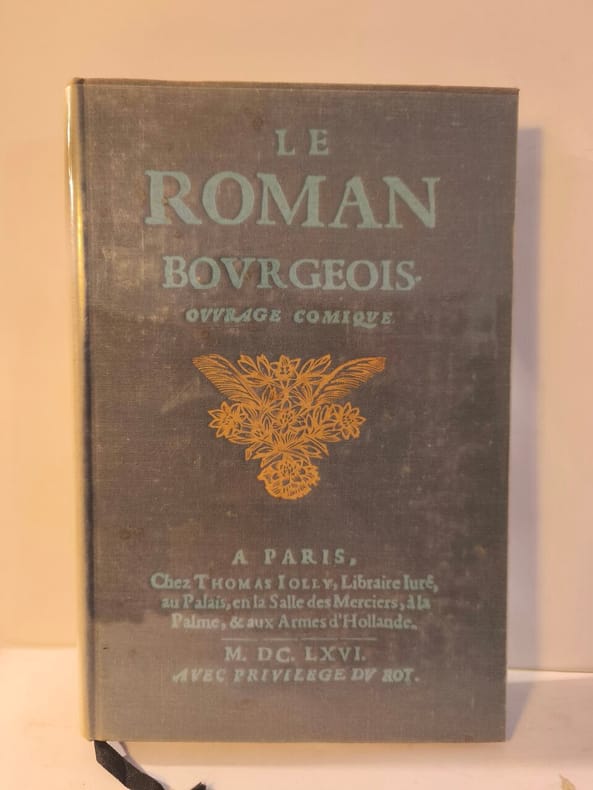 LE
ROMAN
BOVRGEOIS.
OVVRAGE COMIQVE
A PARIS,
Chez THOMAS IOLLY, Libraire Iuré,
au Palais, en la Salle des Merciers, à la
Palme, & aux Armes d'Hollande.
M. DC. LXVI.
AVEC PRIVILEGE DV ROY.